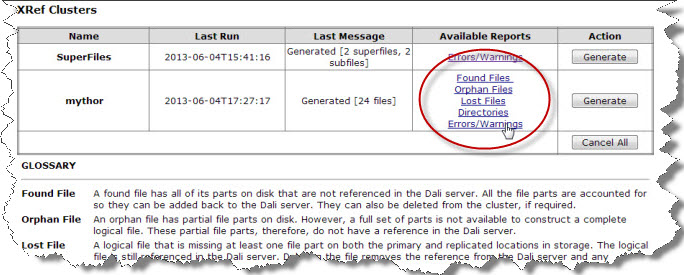 XRef Clusters
Name Last Run Last Message Available Reports Action
SuperFiles 2013-06-04T15:41:16 Generated [2 superfiles, 2 subfiles] Errors/Warnings Generate
mythor 2013-06-04T17:27:17 Generated [24 files] Found Files Orphan Files Lost Files Directories Errors/Warnings Generate
Cancel All
GLOSSARY
Found File A found file has all of its parts on disk that are not referenced in the Dali server. All the file parts are accounted for
so they can be added back to the Dali server. They can also be deleted from the cluster, if required.
Orphan File An orphan file has partial file parts on disk. However, a full set of parts is not available to construct a complete
logical file. These partial file parts, therefore, do not have a reference in the Dali server.
Lost File A logical file that is missing at least one file part on both the primary and replicated locations in storage. The logical
file is still referenced in the Dali server. the file removes the reference from the Dali server and any